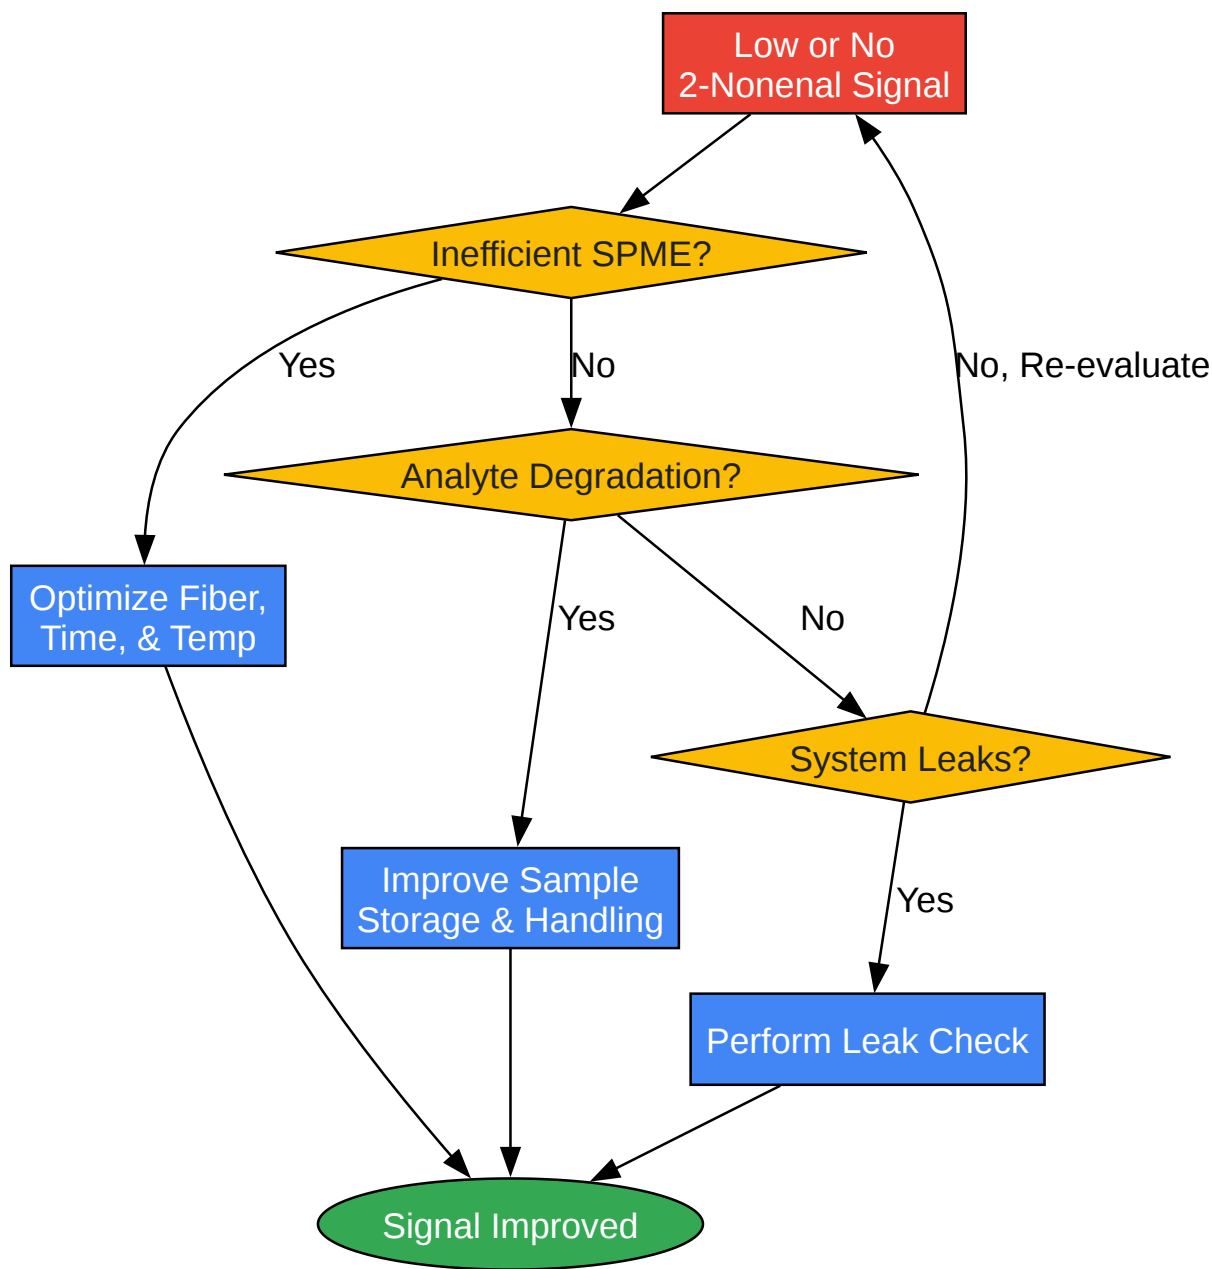 Low or No
2-Nonenal Signal
Inefficient SPME?
Yes
No
No, Re-evaluate
Analyte Degradation?
Optimize Fiber,
Time, & Temp
Yes
No
System Leaks?
Improve Sample
Storage & Handling
Yes
Perform Leak Check
Signal Improved